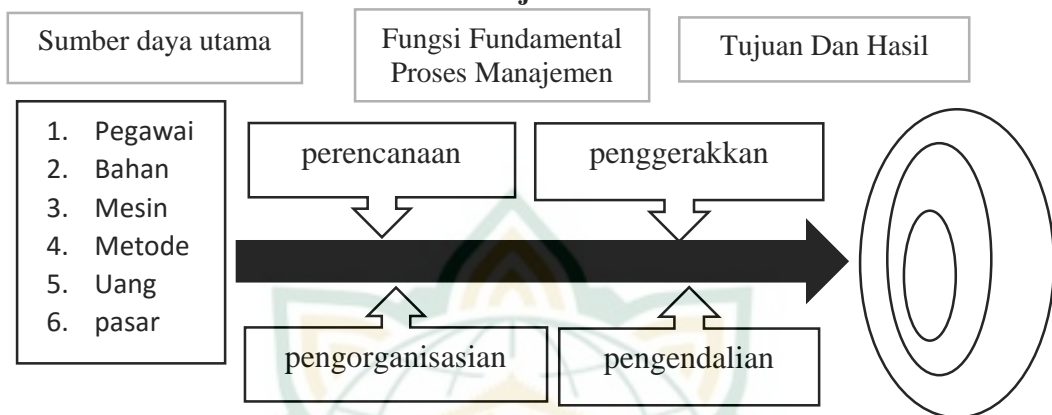 Sumber daya utama
Fungsi Fundamental
Proses Manajemen
Tujuan Dan Hasil
1. Pegawai
2. Bahan
3. Mesin
4. Metode
5. Uang
6. pasar
perencanaan
penggerakkan
pengorganisasian
pengendalian